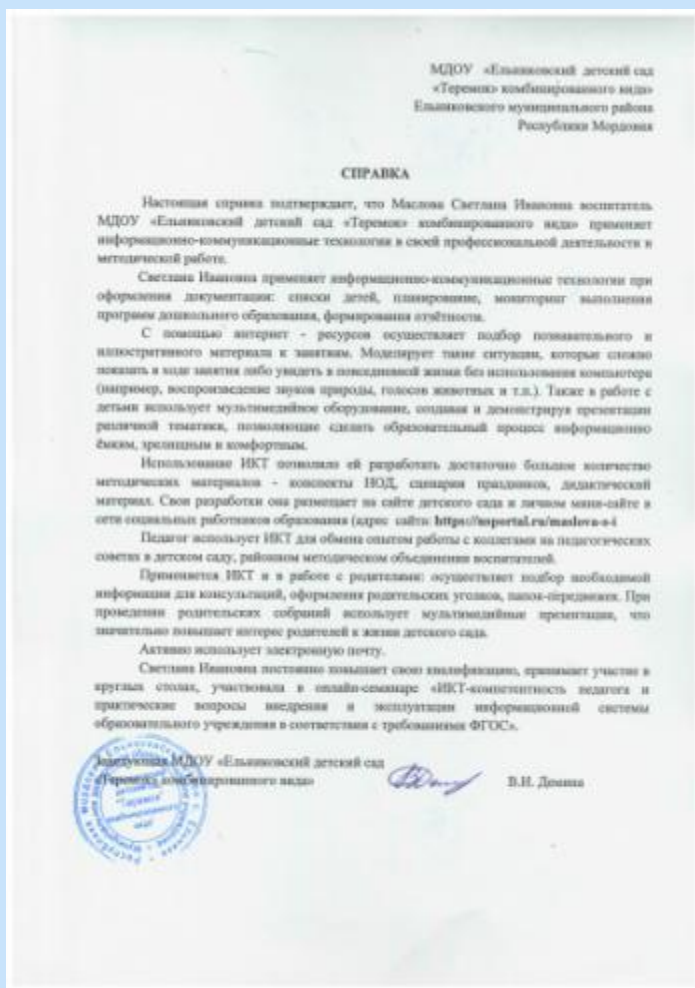 МДОУ «Ельниковский детский сад
«Теремок» комбинированного вида»
Ельниковского муниципального района
Республики Мордовия
СПРАВКА
Настоящая справка подтверждает, что Маслова Светлана Ивановна воспитатель
МДОУ «Ельниковский детский сад «Теремок» комбинированного вида» применяет
информационно-коммуникационные технологии в своей профессиональной деятельности и
методической работе.
Светлана Ивановна применяет информационно-коммуникационные технологии при
оформлении документации: списки детей, планирование, мониторинг выполнения
программ дошкольного образования, формирования отчётности.
С помощью интернет - ресурсов осуществляет подбор познавательного и
иллюстративного материала к занятиям. Моделирует такие ситуации, которые сложно
показать в ходе занятия либо увидеть в повседневной жизни без использования компьютера
(например, воспроизведение звуков природы, голосов животных и т.п.). Также в работе с
детьми использует мультимедийное оборудование, создавая и демонстрируя презентации
различной тематики, позволяющие сделать образовательный процесс информационно
ёмким, зрелищным и комфортным.
Использование ИКТ позволило ей разработать достаточно большое количество
методических материалов - конспекты НОД, сценарии праздников, дидактический
материал. Свои разработки она размещает на сайте детского сада и личном мини-сайте в
сети социальных работников образования (адрес сайта: https://nsportal.ru/maslova-s-i
Педагог использует ИКТ для обмена опытом работы с коллегами на педагогических
советах в детском саду, районном методическом объединении воспитателей.
Применяется ИКТ и в работе с родителями: осуществляет подбор необходимой
информации для консультаций, оформления родительских уголков, папок-передвижек. При
проведении родительских собраний использует мультимедийные презентации, что
значительно повышает интерес родителей к жизни детского сада.
Активно использует электронную почту.
Светлана Ивановна постоянно повышает свою квалификацию, принимает участие в
круглых столах, участвовала в онлайн-семинаре «ИКТ-компетентность педагога и
практические вопросы внедрения и эксплуатации информационной системы
образовательного учреждения в соответствии с требованиями ФГОС».
Заведующая МДОУ «Ельниковский детский сад
«Теремок» комбинированного вида»
В.И. Демина